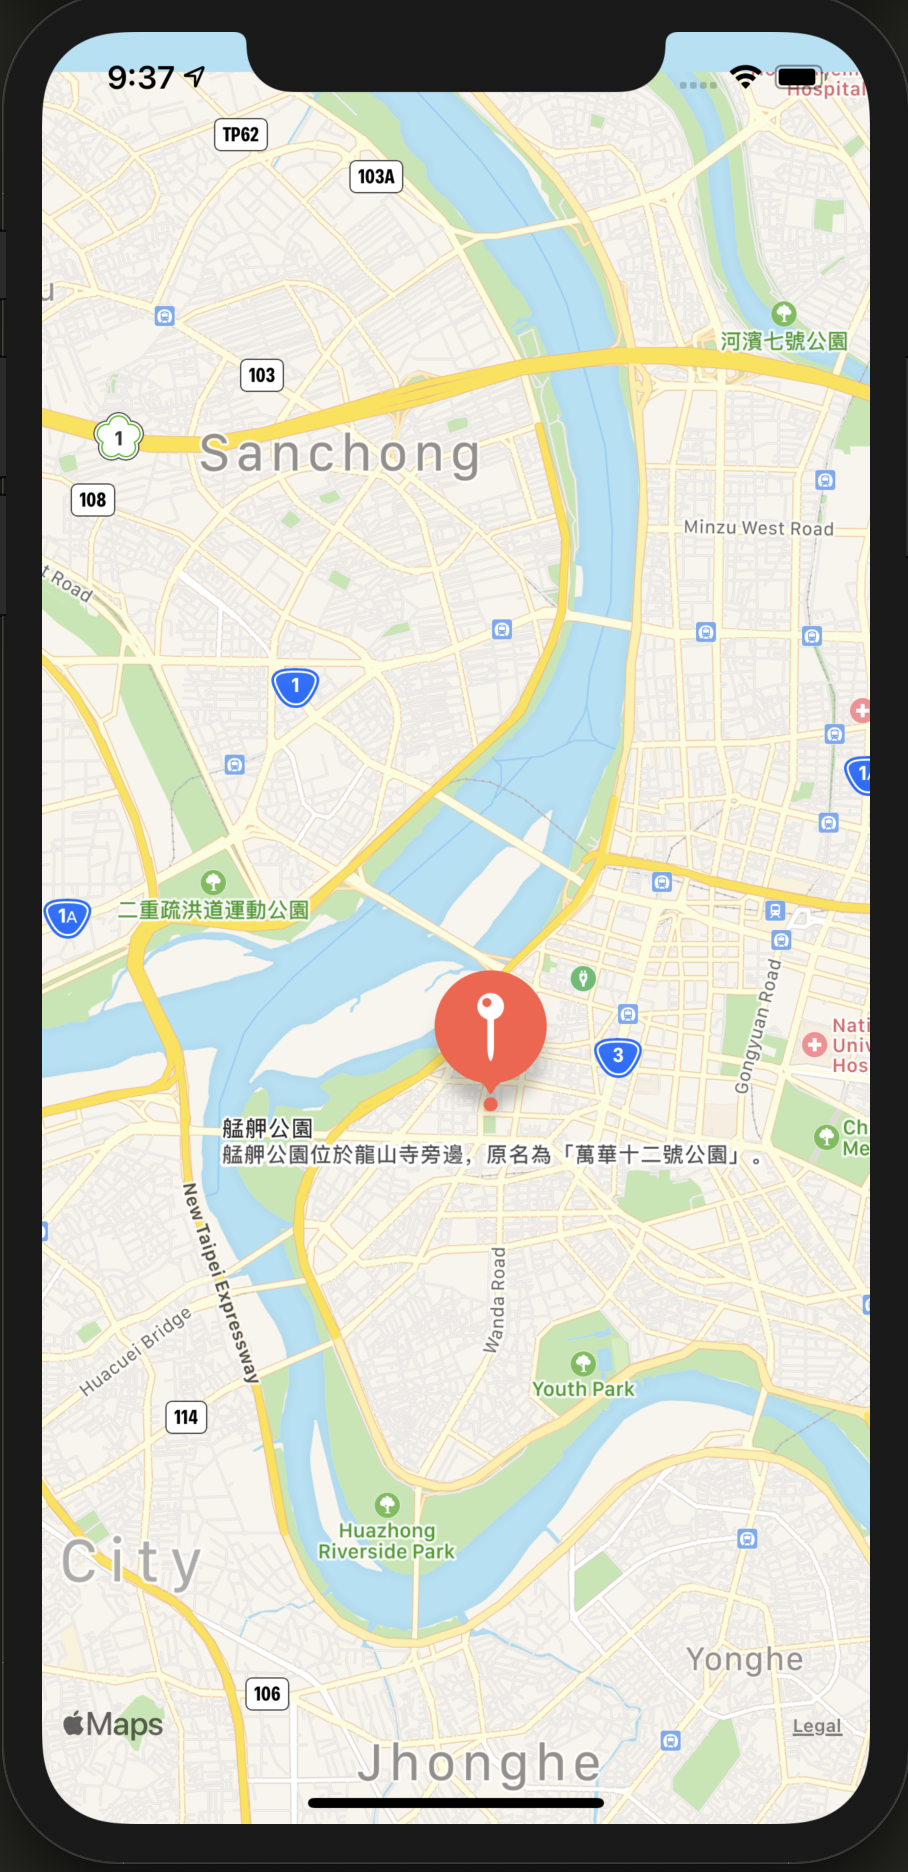 9:37
Hospital
TP62
103A
河濱七號公園
103
1
Sanchong
108
Minzu West Road
t Road
1
1A
二重疏洪道運動公園
1A
Gongyuan Road
3
Nati
Univ
Hos
Ch
Me
艋舺公園
艋舺公園位於龍山寺旁邊，原名為「萬華十二號公園」。
New Taipei Expressway
Wanda Road
Huacuei Bridge
Youth Park
114
Huazhong
Riverside Park
City
Yonghe
106
Maps
Legal
Jhonghe